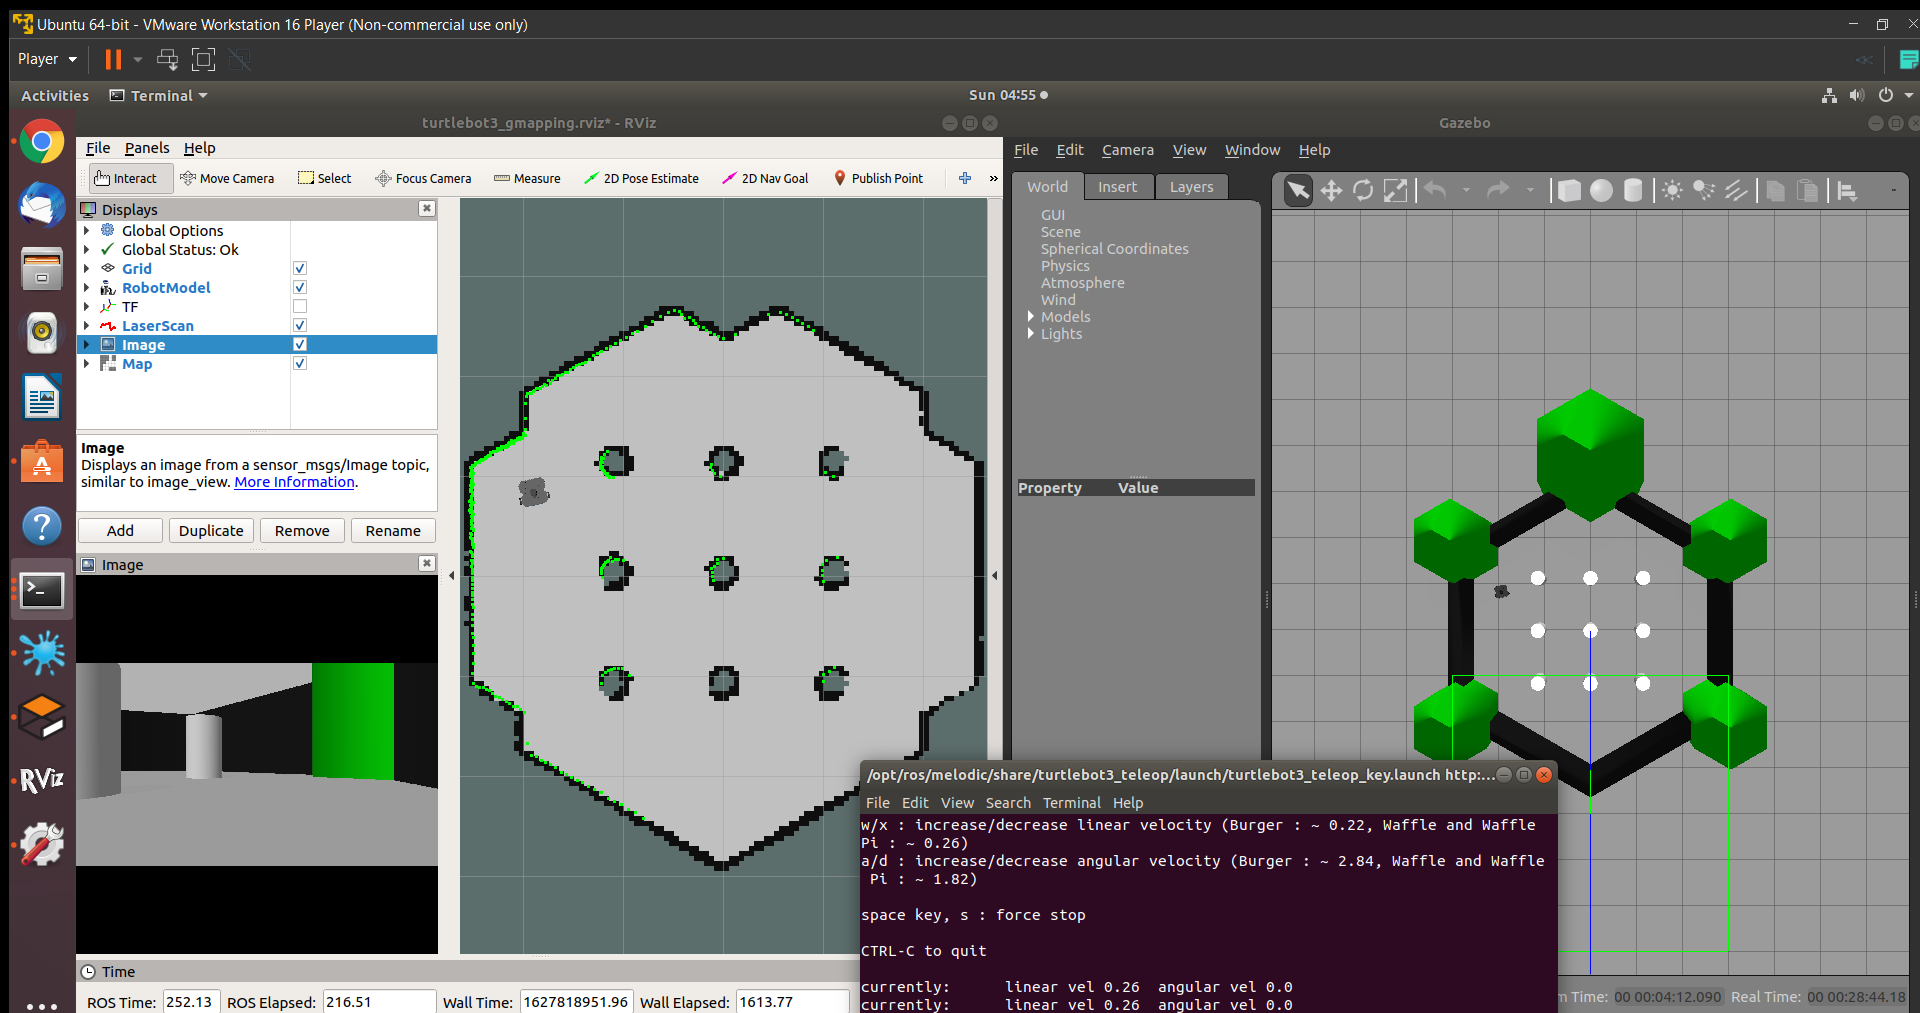 Ubuntu 64-bit - VMware Workstation 16 Player (Non-commercial use only)
Player
Activities Terminal Sun 04:55
turtlebot3_gmapping.rviz* - RViz
File Panels Help
Interact Move Camera Select Focus Camera Measure 2D Pose Estimate 2D Nav Goal Publish Point »
Displays
Global Options
Global Status: Ok
Grid
RobotModel
TF
LaserScan
Image
Map
Image
Displays an image from a sensor_msgs/Image topic,
similar to image_view. More Information.
Add Duplicate Remove Rename
Image
Time
ROS Time: 252.13 ROS Elapsed: 216.51 Wall Time: 1627818951.96 Wall Elapsed: 1613.77
RViz
Gazebo
File Edit Camera View Window Help
World Insert Layers
GUI
Scene
Spherical Coordinates
Physics
Atmosphere
Wind
Models
Lights
Property Value
/opt/ros/melodic/share/turtlebot3_teleop/launch/turtlebot3_teleop_key.launch http:...
File Edit View Search Terminal Help
w/x : increase/decrease linear velocity (Burger : ~ 0.22, Waffle and Waffle
Pi : ~ 0.26)
a/d : increase/decrease angular velocity (Burger : ~ 2.84, Waffle and Waffle
Pi : ~ 1.82)
space key, s : force stop
CTRL-C to quit
currently: linear vel 0.26 angular vel 0.0
currently: linear vel 0.26 angular vel 0.0
m Time: 00 00:04:12.090 Real Time: 00 00:28:44.18